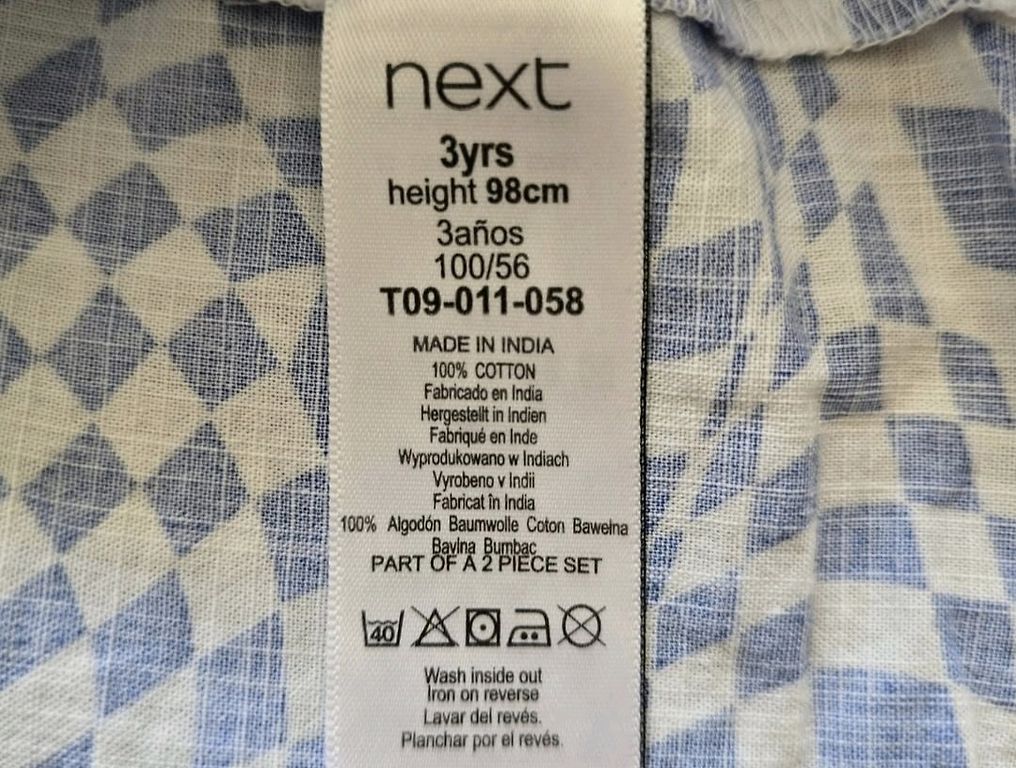 next
3yrs
height 98cm
3años
100/56
T09-011-058
MADE IN INDIA
100% COTTON
Fabricado en India
Hergestellt in Indien
Fabriqué en Inde
Wyprodukowano w Indiach
Vyrobeno v Indii
Fabricat în India
100% Algodón Baumwolle Coton Bawełna
Bavlna Bumbac
PART OF A 2 PIECE SET
40
Wash inside out
Iron on reverse
Lavar del revés.
Planchar por el revés.